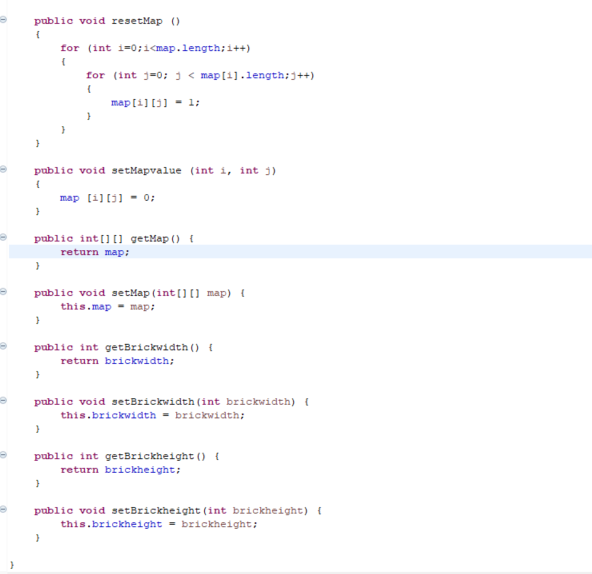 public void resetMap ()
{
for (int i=0;i<map.length;i++)
{
for (int j=0; j < map[i].length;j++)
{
map[i][j] = 1;
}
}
}
public void setMapvalue (int i, int j)
{
map [i][j] = 0;
}
public int[][] getMap() {
return map;
}
public void setMap(int[][] map) {
this.map = map;
}
public int getBrickwidth() {
return brickwidth;
}
public void setBrickwidth(int brickwidth) {
this.brickwidth = brickwidth;
}
public int getBrickheight() {
return brickheight;
}
public void setBrickheight(int brickheight) {
this.brickheight = brickheight;
}
}